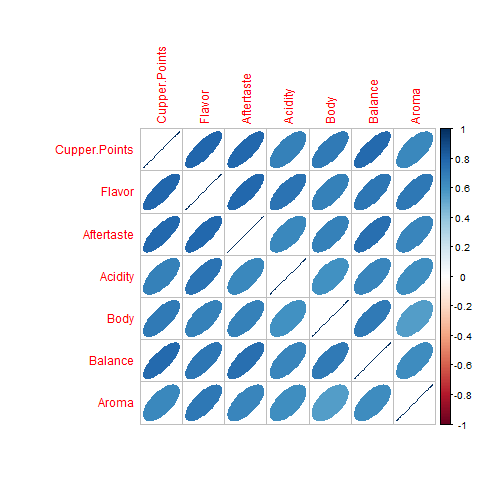 Cupper.Points
Flavor
Aftertaste
Acidity
Body
Balance
Aroma
Cupper.Points
Flavor
Aftertaste
Acidity
Body
Balance
Aroma
1
0.8
0.6
0.4
0.2
0
-0.2
-0.4
-0.6
-0.8
-1